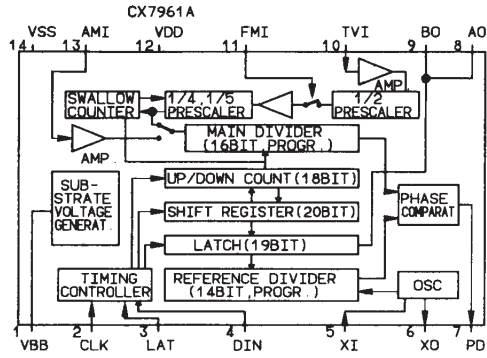 CX7961A
VSS AMI VDD FMI TVI BO AO
14 13 12 11 10 9 8
AMP
SWALLOW COUNTER
1/4,1/5 PRESCALER
1/2 PRESCALER
AMP
MAIN DIVIDER
(16BIT, PROGR.)
UP/DOWN COUNT(18BIT)
SUB-
STRATE
VOLTAGE
GENERAT.
SHIFT REGISTER(20BIT)
PHASE
COMPARAT
LATCH(19BIT)
TIMING
CONTROLLER
REFERENCE DIVIDER
(14BIT,PROGR.)
OSC
1 2 3 4 5 6 7
VBB CLK LAT DIN XI XO PD